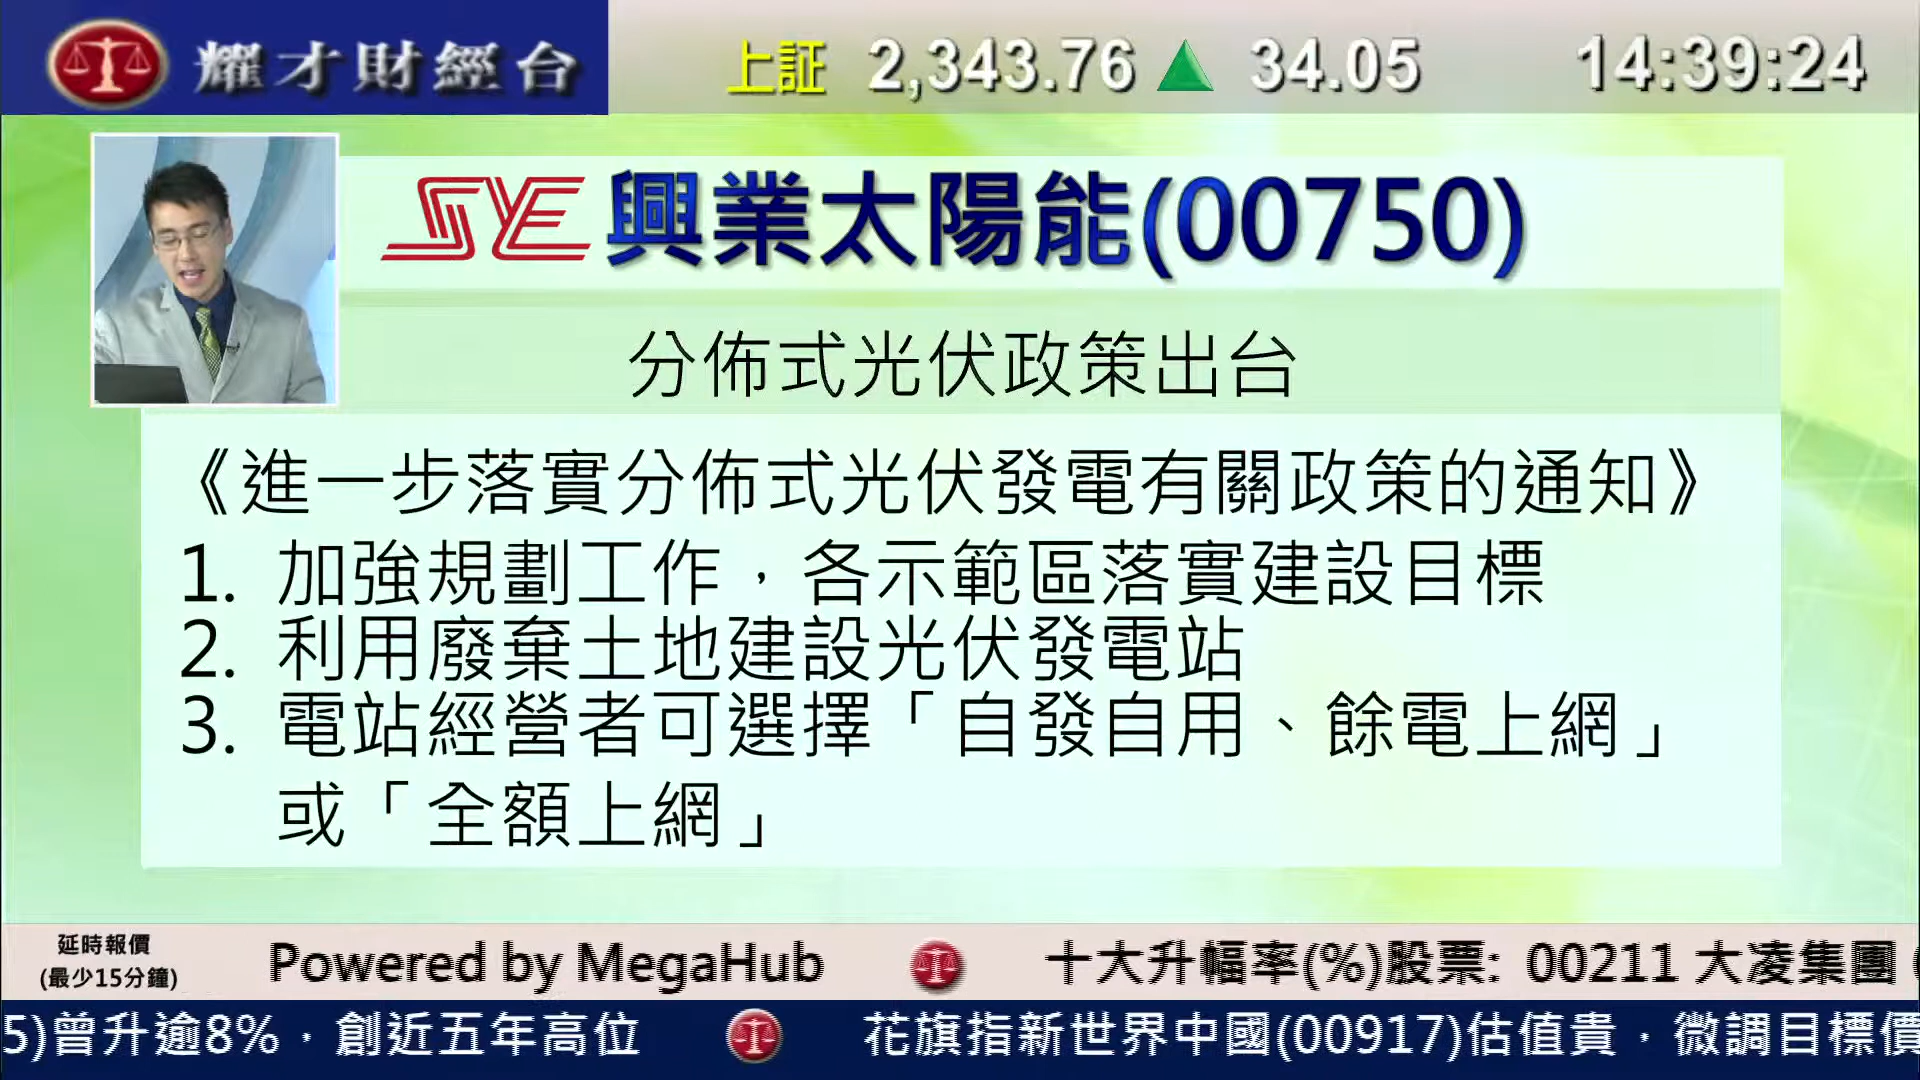 耀才財經台
上証 2,343.76 ▲ 34.05 14:39:24
SYE 興業太陽能(00750)
分佈式光伏政策出台
《進一步落實分佈式光伏發電有關政策的通知》
1. 加強規劃工作，各示範區落實建設目標
2. 利用廢棄土地建設光伏發電站
3. 電站經營者可選擇「自發自用、餘電上網」
或「全額上網」
延時報價
(最少15分鐘)
Powered by MegaHub 十大升幅率(%)股票: 00211 大凌集團
5)曾升逾8%，創近五年高位 花旗指新世界中國(00917)估值貴，微調目標價